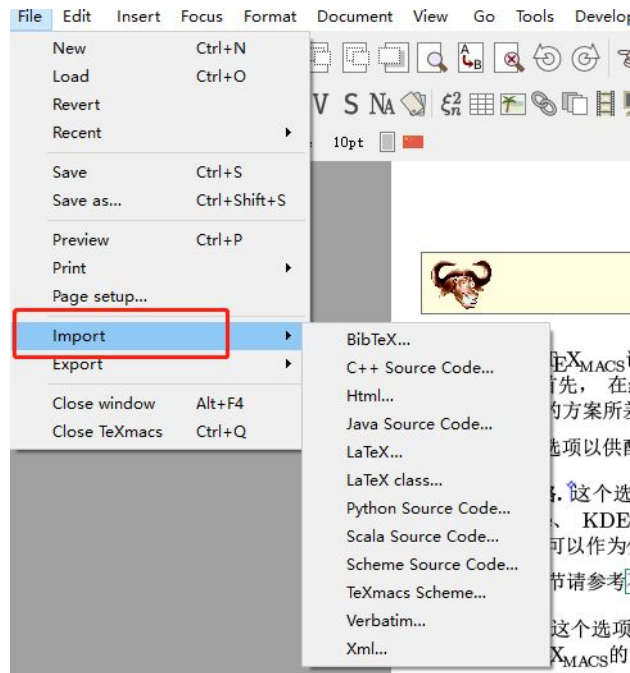 File Edit Insert Focus Format Document View Go Tools
New Ctrl+N
Load Ctrl+O
Revert
Recent
V S NA
10pt
Save Ctrl+S
Save as... Ctrl+Shift+S
Preview Ctrl+P
Print
Page setup...
Import
Export
Close window Alt+F4
Close TeXmacs Ctrl+Q
BibTeX...
C++ Source Code...
Html...
Java Source Code...
LaTeX...
LaTeX class...
Python Source Code...
Scala Source Code...
Scheme Source Code...
TeXmacs Scheme...
Verbatim...
Xml...
EXMACS
首先， 在
的方案所差
选项以供
这个选
、 KDE
可以作为
节请参考
这个选项
XMACS的